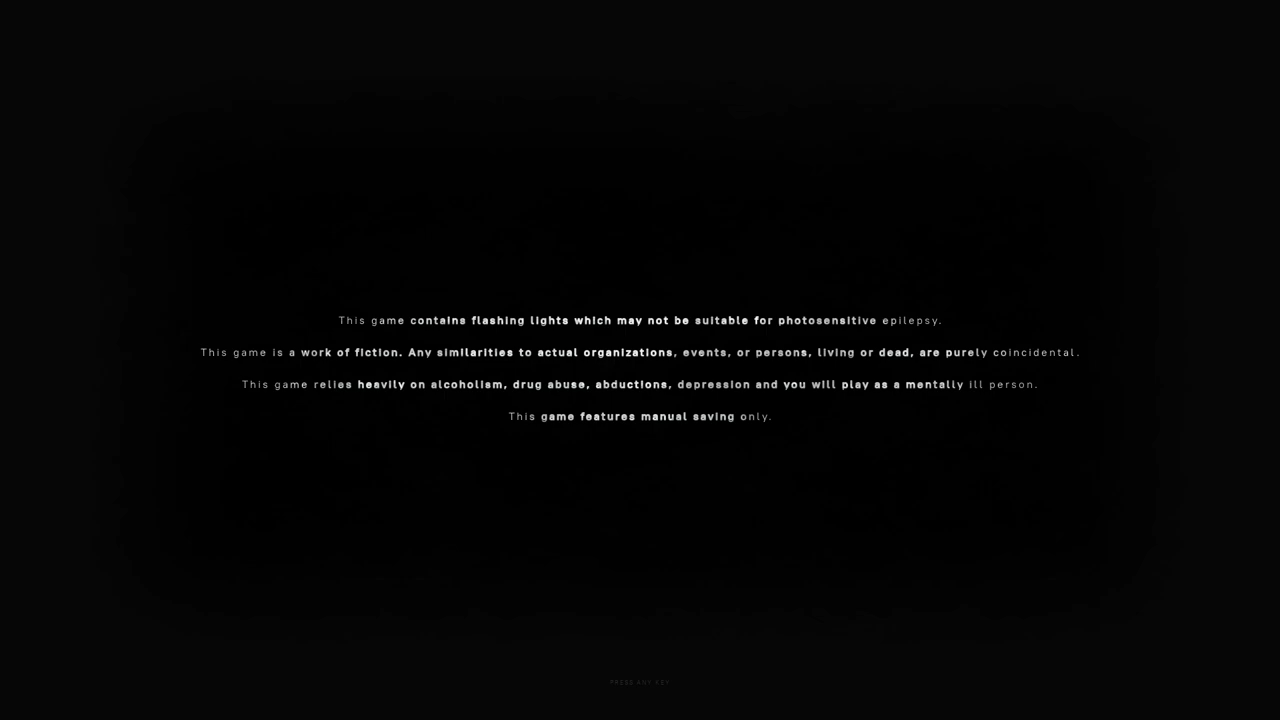 This game contains flashing lights which may not be suitable for photosensitive epilepsy.
This game is a work of fiction. Any similarities to actual organizations, events, or persons, living or dead, are purely coincidental.
This game relies heavily on alcoholism, drug abuse, abductions, depression and you will play as a mentally ill person.
This game features manual saving only.
PRESS ANY KEY